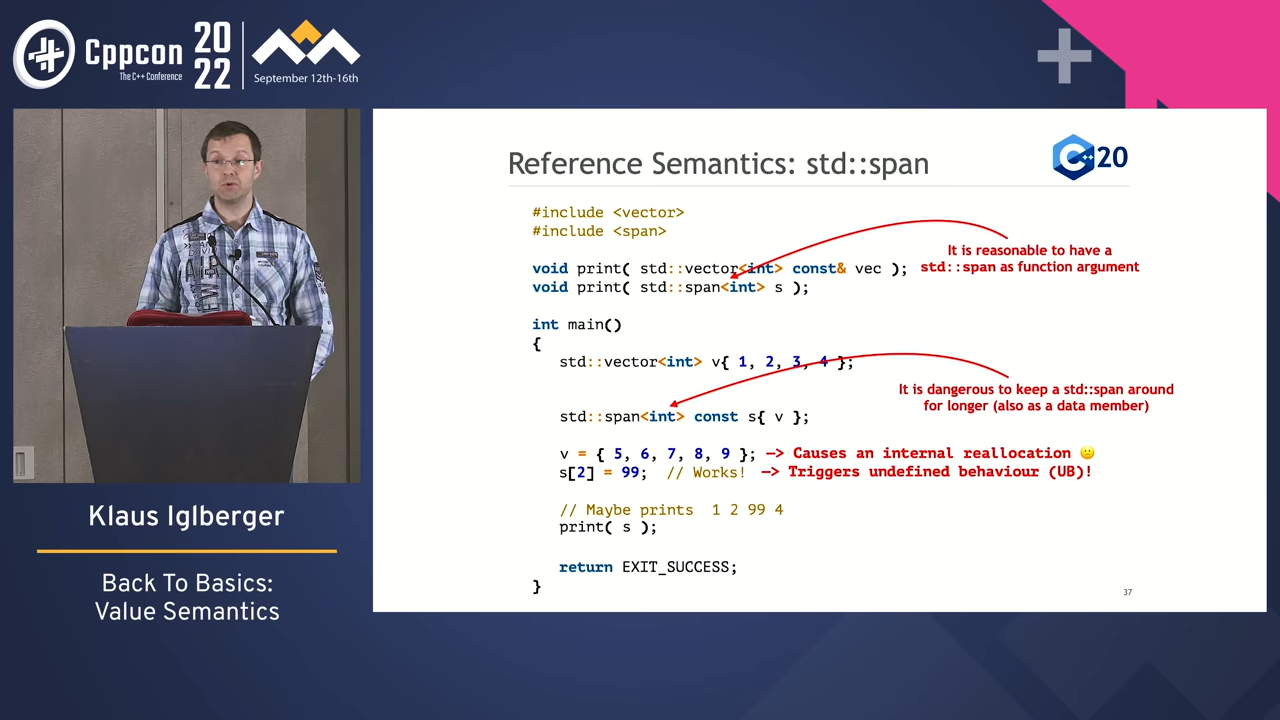 Cppcon
The C++ Conference
20
22
September 12th-16th
Reference Semantics: std::span
C++
20
#include <vector>
#include <span>
It is reasonable to have a
std::span as function argument
void print( std::vector<int> const& vec );
void print( std::span<int> s );
int main()
{
std::vector<int> v{ 1, 2, 3, 4 };
It is dangerous to keep a std::span around
for longer (also as a data member)
std::span<int> const s{ v };
v = { 5, 6, 7, 8, 9 }; —> Causes an internal reallocation 🙁
s[2] = 99; // Works! —> Triggers undefined behaviour (UB)!
// Maybe prints 1 2 99 4
print( s );
return EXIT_SUCCESS;
}
37
Klaus Iglberger
Back To Basics:
Value Semantics